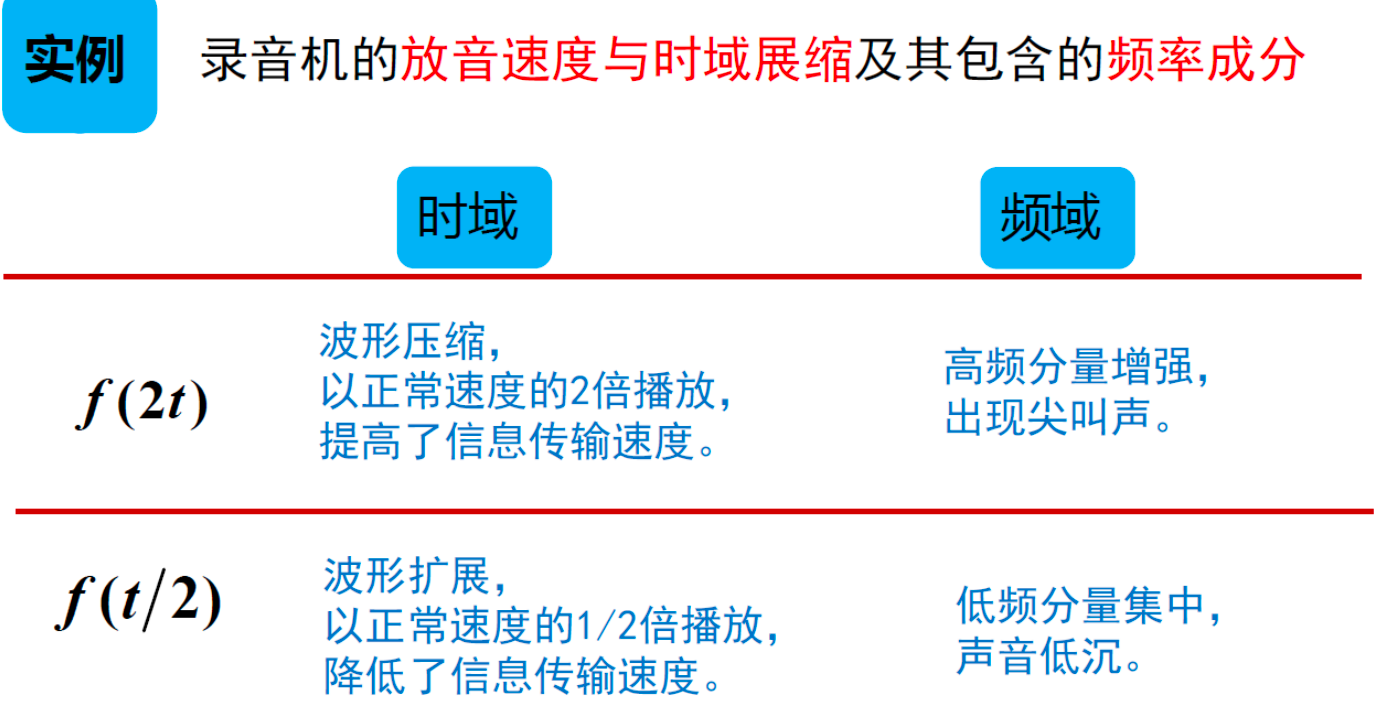 实例
录音机的放音速度与时域展缩及其包含的频率成分
时域
频域
f(2t)
波形压缩，
以正常速度的2倍播放，
提高了信息传输速度。
高频分量增强，
出现尖叫声。
f(t/2)
波形扩展，
以正常速度的1/2倍播放，
降低了信息传输速度。
低频分量集中，
声音低沉。